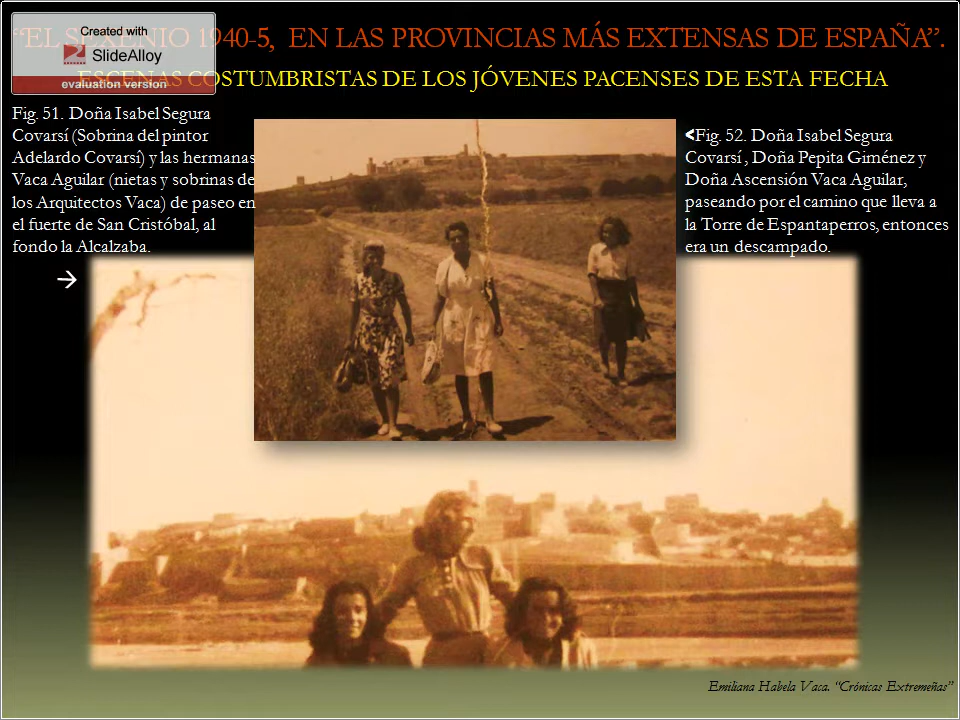 “EL SEXENIO 1940-5, EN LAS PROVINCIAS MÁS EXTENSAS DE ESPAÑA”.
ESCENAS COSTUMBRISTAS DE LOS JÓVENES PACENSES DE ESTA FECHA
Created with
SlideAlloy
evaluation version
Fig. 51. Doña Isabel Segura
Covarsí (Sobrina del pintor
Adelardo Covarsí) y las hermanas
Vaca Aguilar (nietas y sobrinas de
los Arquitectos Vaca) de paseo en
el fuerte de San Cristóbal, al
fondo la Alcalzaba.
→
<Fig. 52. Doña Isabel Segura
Covarsí , Doña Pepita Giménez y
Doña Ascensión Vaca Aguilar,
paseando por el camino que lleva a
la Torre de Espantaperros, entonces
era un descampado.
Emiliana Habela Vaca. “Crónicas Extremeñas”